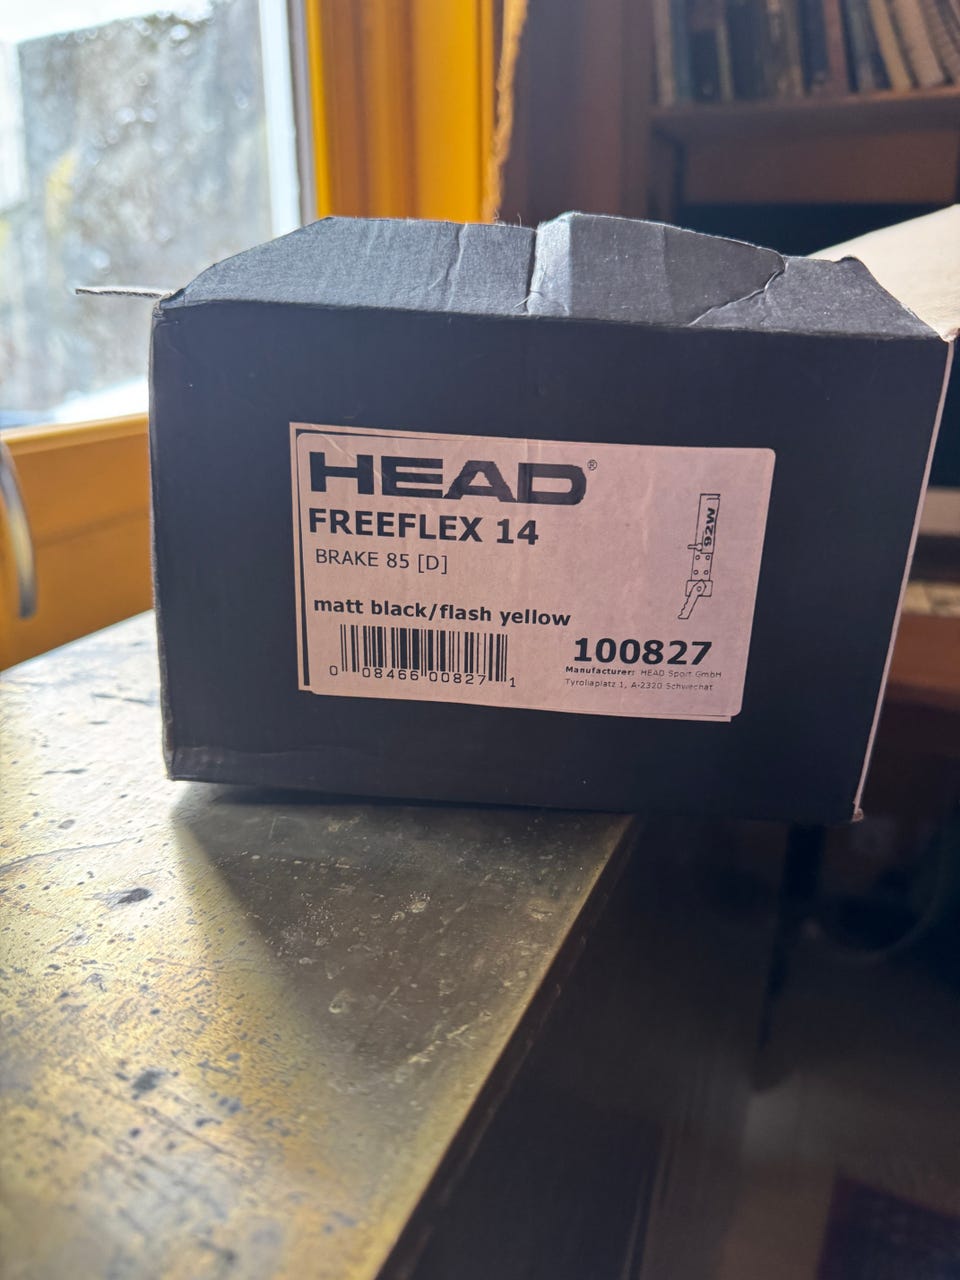 HEAD®
FREEFLEX 14
BRAKE 85 [D]
92W
matt black/flash yellow
0 08466 00827 1
100827
Manufacturer: HEAD Sport GmbH
Tyroliaplatz 1, A-2320 Schwechat